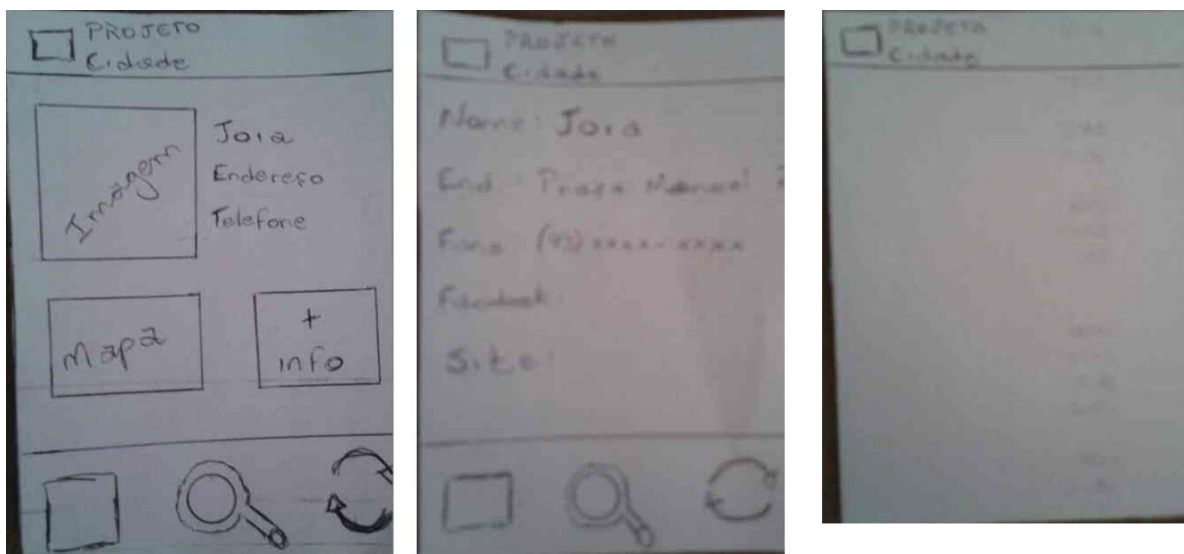 PROJETO
Cidade
Imagem
Joia
Endereço
Telefone
Mapa
+
info
PROJETO
Cidade
Nome: Joia
End: Praça Manoel
Fone (43) xxxx-xxxx
Facebook:
Site:
PROJETO
Cidade